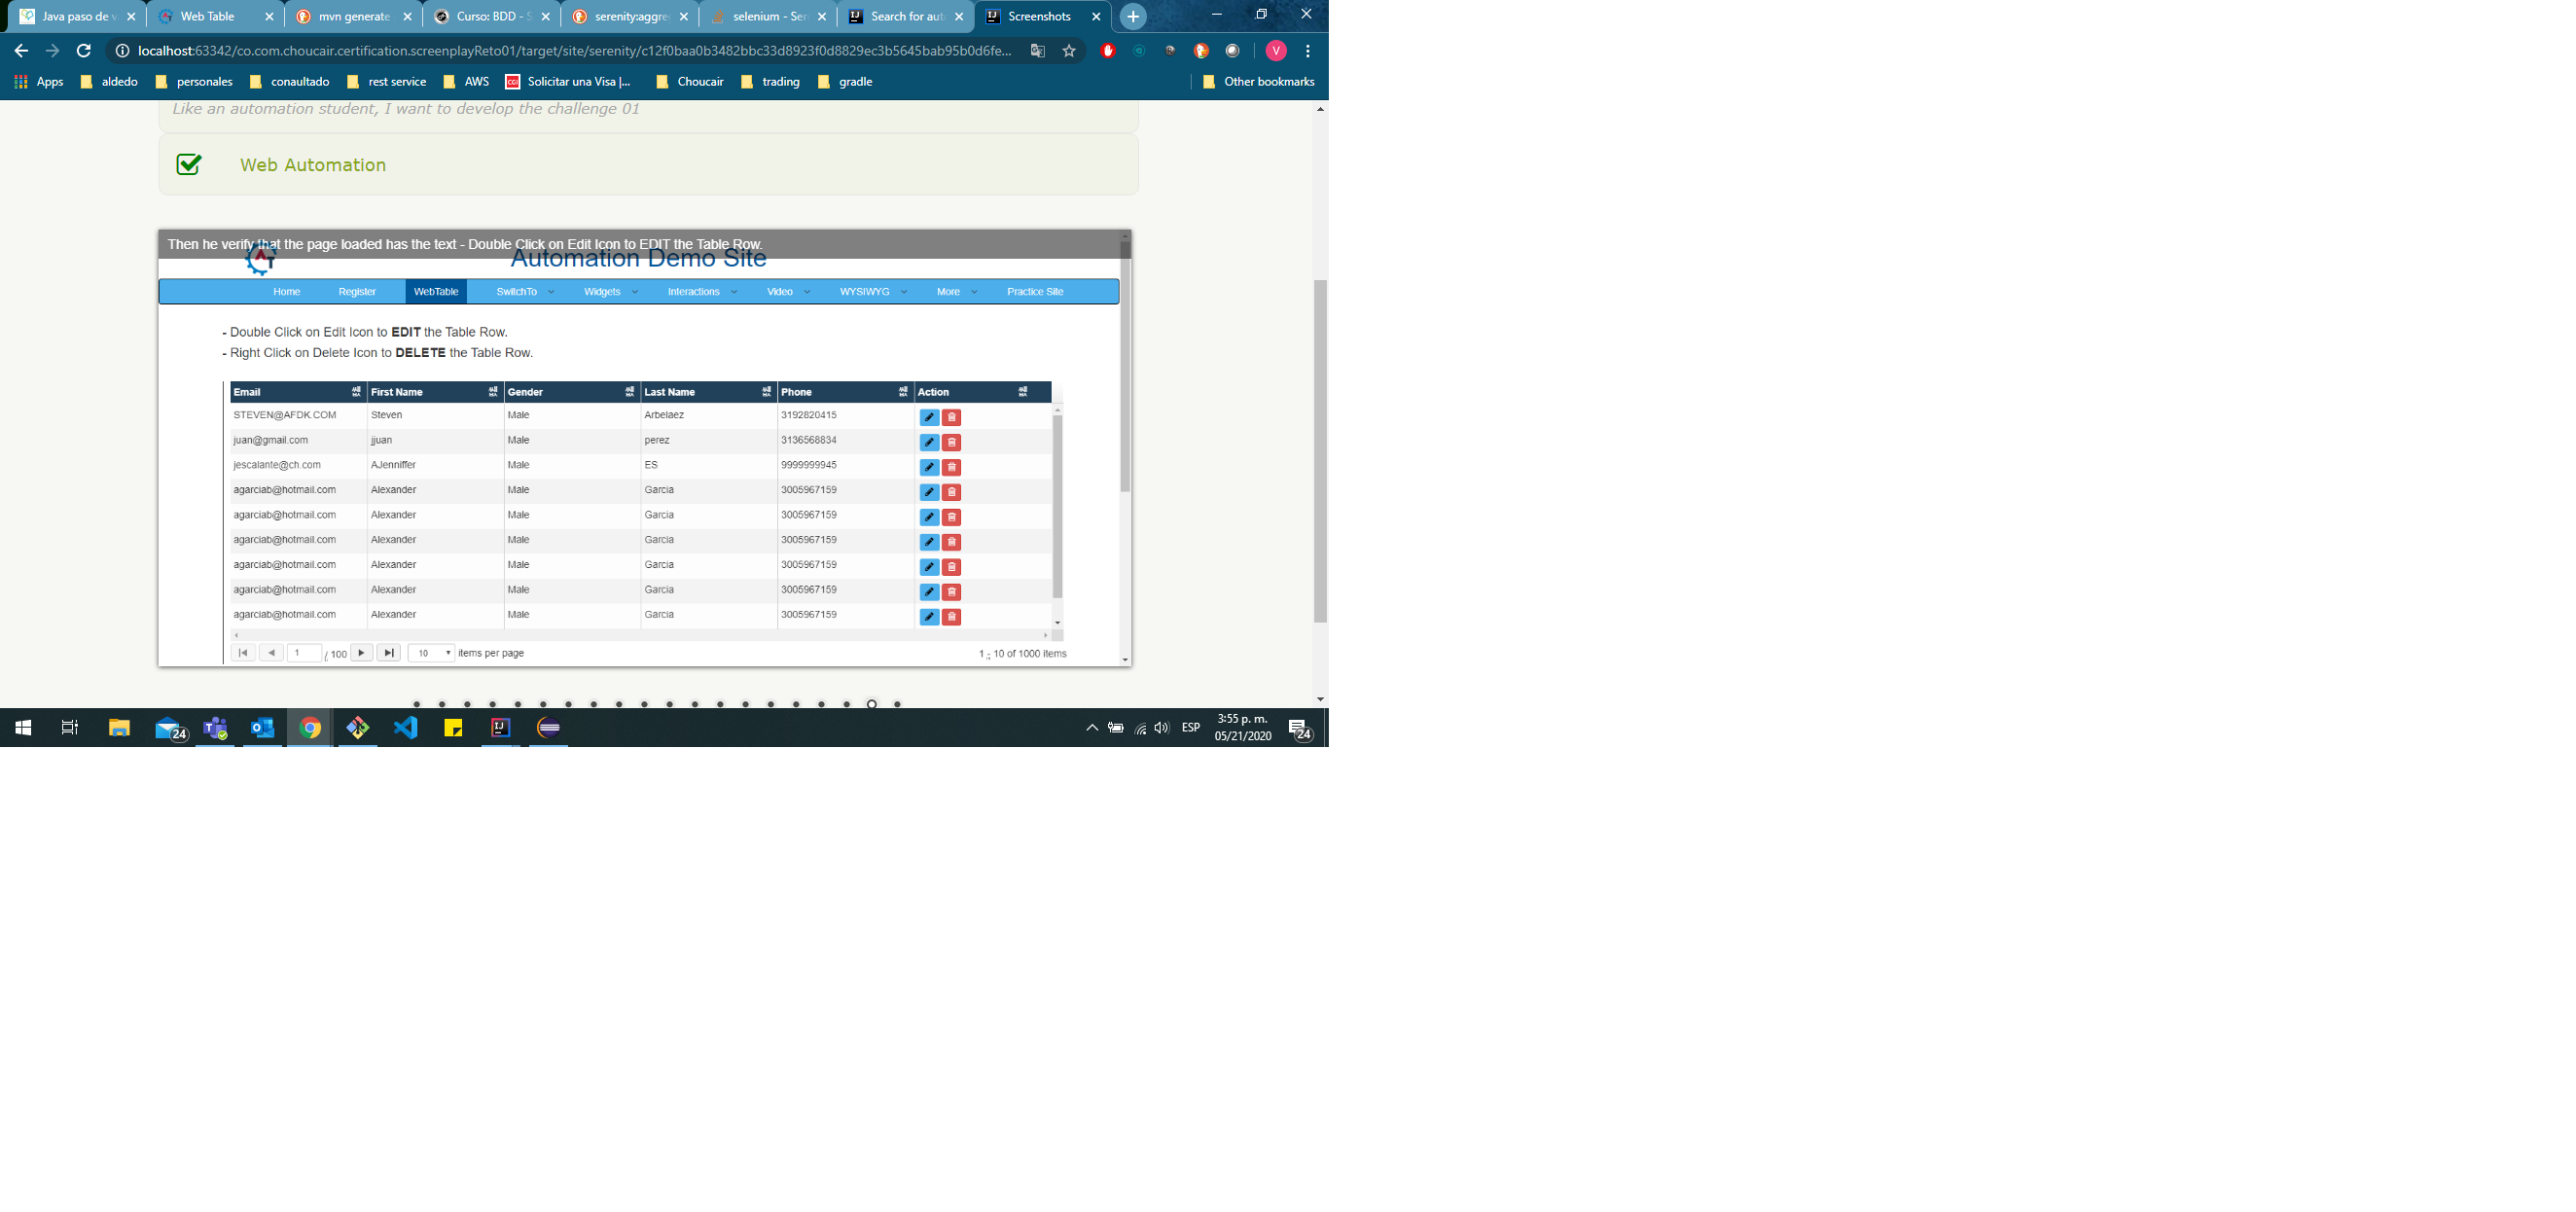 Java paso de v
Web Table
mvn generate
Curso: BDD - S
serenity:aggre
selenium - Ser
Search for aut
Screenshots
localhost:63342/co.com.choucair.certification.screenplayReto01/target/site/serenity/c12f0baa0b3482bbc33d8923f0d8829ec3b5645bab95b0d6fe...
V
Apps aldedo personales conaultado rest service AWS CGI Solicitar una Visa |... Choucair trading gradle Other bookmarks
Like an automation student, I want to develop the challenge 01
Web Automation
Then he verify that the page loaded has the text - Double Click on Edit Icon to EDIT the Table Row.
AT
Automation Demo Site
Home Register WebTable SwitchTo Widgets Interactions Video WYSIWYG More Practice Site
- Double Click on Edit Icon to EDIT the Table Row.
- Right Click on Delete Icon to DELETE the Table Row.
Email First Name Gender Last Name Phone Action
STEVEN@AFDK.COM Steven Male Arbelaez 3192820415
juan@gmail.com jjuan Male perez 3136568834
jescalante@ch.com AJenniffer Male ES 9999999945
agarciab@hotmail.com Alexander Male Garcia 3005967159
agarciab@hotmail.com Alexander Male Garcia 3005967159
agarciab@hotmail.com Alexander Male Garcia 3005967159
agarciab@hotmail.com Alexander Male Garcia 3005967159
agarciab@hotmail.com Alexander Male Garcia 3005967159
agarciab@hotmail.com Alexander Male Garcia 3005967159
1 / 100 10 items per page 1 - 10 of 1000 items
24 ESP 3:55 p. m. 24
05/21/2020